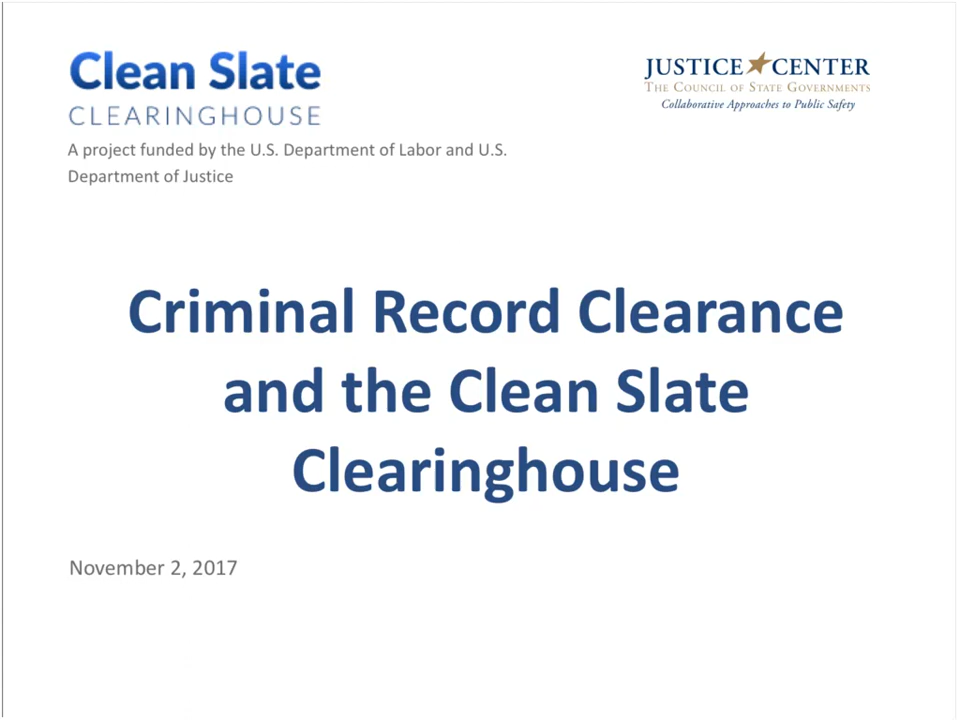 Clean Slate
CLEARINGHOUSE
A project funded by the U.S. Department of Labor and U.S.
Department of Justice
JUSTICE CENTER
THE COUNCIL OF STATE GOVERNMENTS
Collaborative Approaches to Public Safety
Criminal Record Clearance
and the Clean Slate
Clearinghouse
November 2, 2017